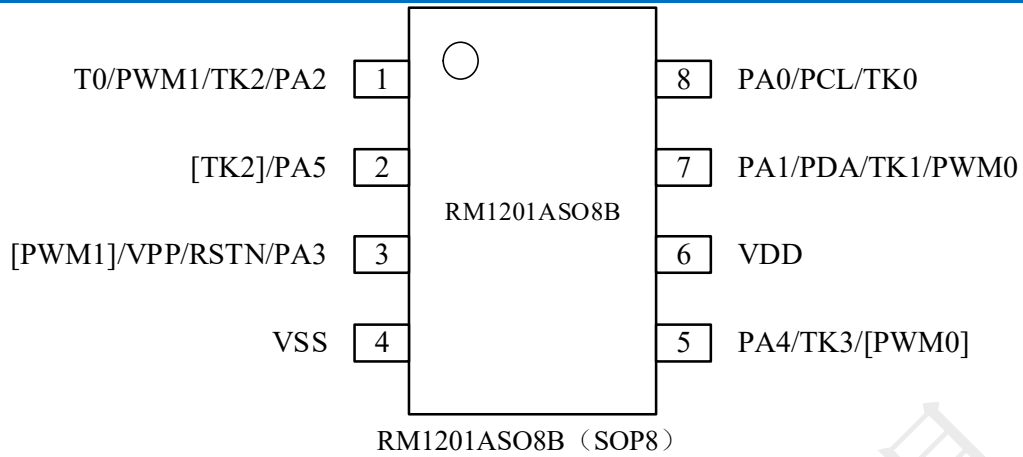 T0/PWM1/TK2/PA2 1 8 PA0/PCL/TK0
[TK2]/PA5 2 7 PA1/PDA/TK1/PWM0
RM1201ASO8B
[PWM1]/VPP/RSTN/PA3 3 6 VDD
VSS 4 5 PA4/TK3/[PWM0]
RM1201ASO8B（SOP8）